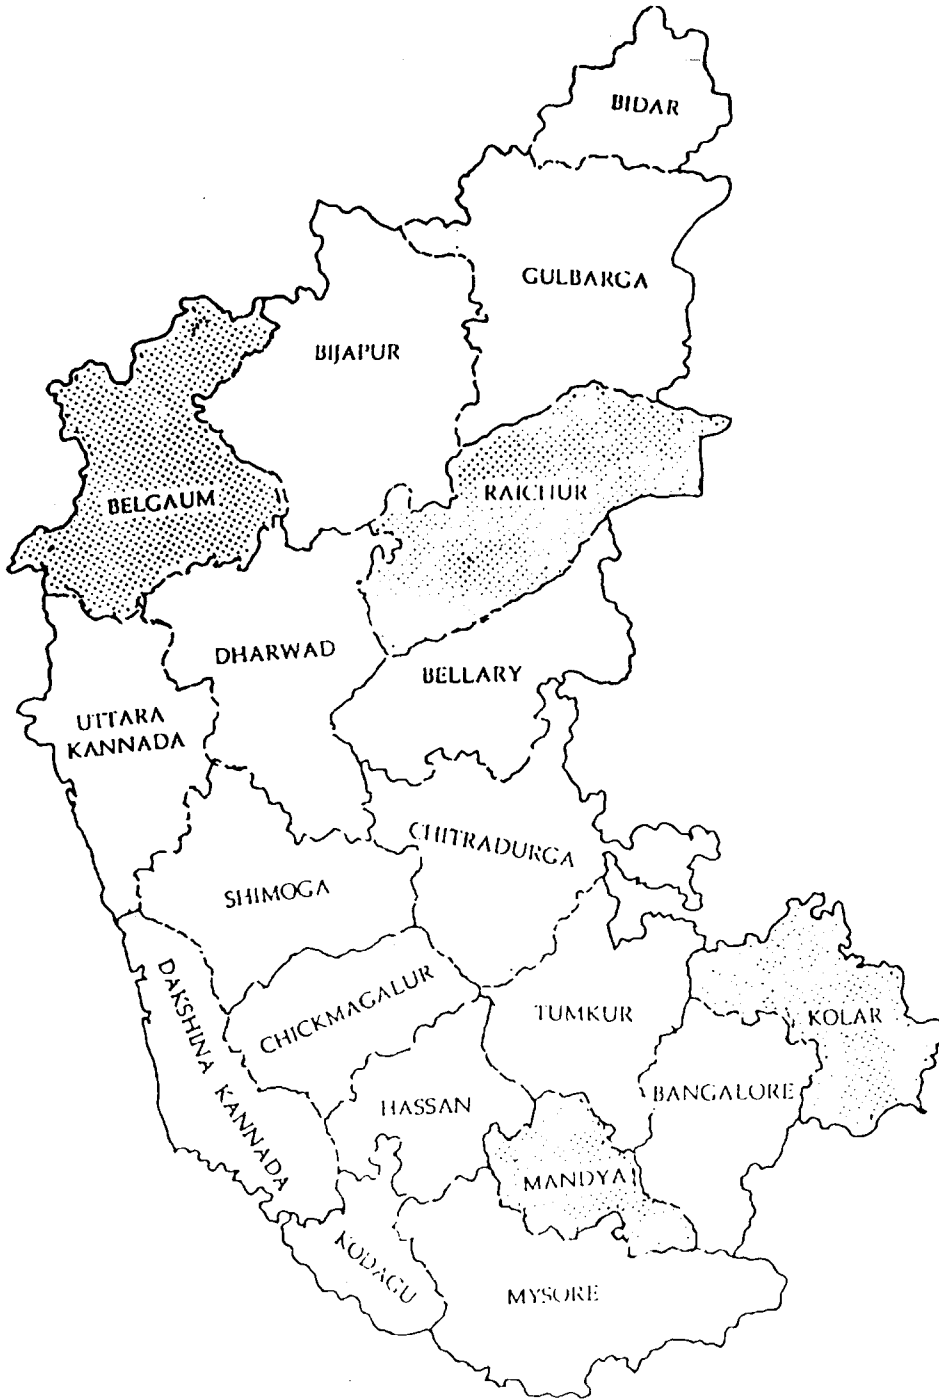 BIDAR
GULBARGA
BIJAPUR
RAICHUR
BELGAUM
DHARWAD
BELLARY
UTTARA
KANNADA
CHITRADURGA
SHIMOGA
DAKSHINA KANNADA
CHICKMAGALUR
TUMKUR
KOLAR
BANGALORE
HASSAN
MANDYA
KODAGU
MYSORE